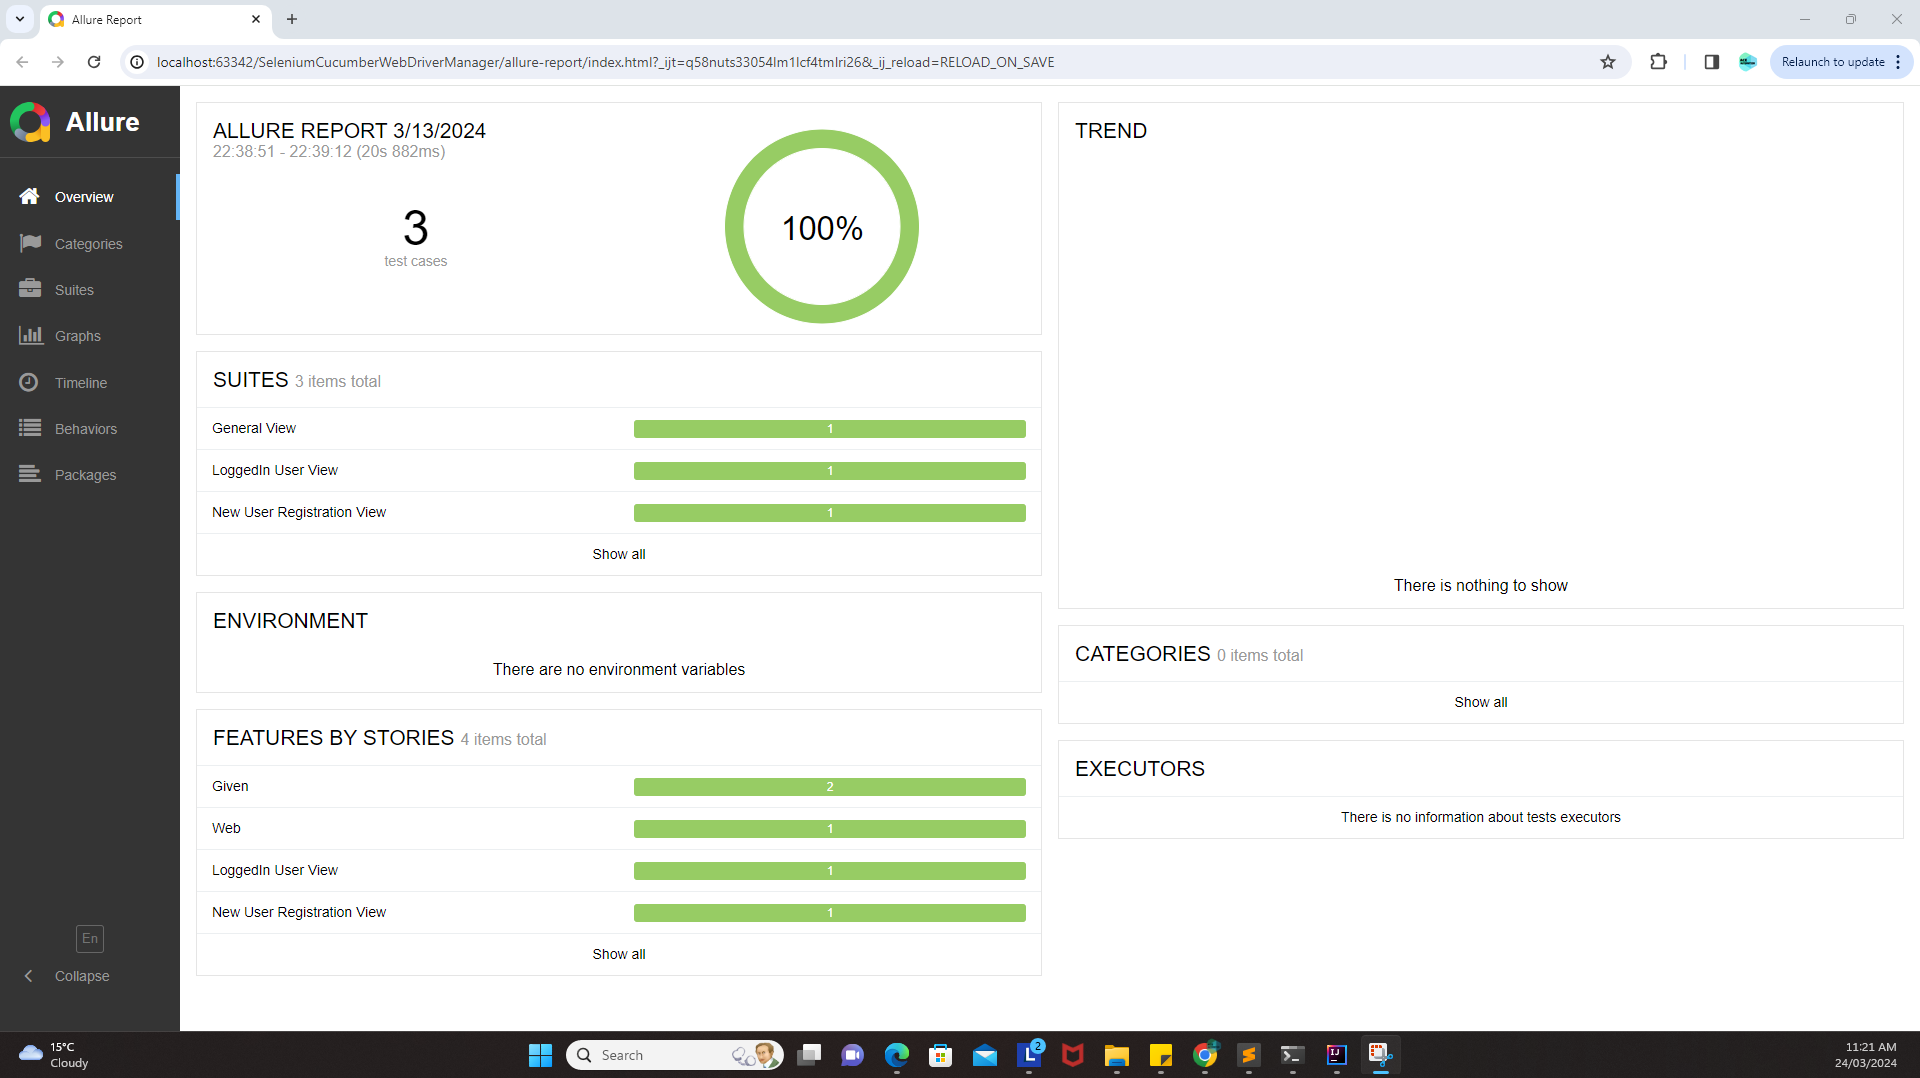 Allure Report
localhost:63342/SeleniumCucumberWebDriverManager/allure-report/index.html?_ijt=q58nuts33054lm1lcf4tmlri26&_ij_reload=RELOAD_ON_SAVE
Relaunch to update
Allure
Overview
Categories
Suites
Graphs
Timeline
Behaviors
Packages
En
Collapse
ALLURE REPORT 3/13/2024
22:38:51 - 22:39:12 (20s 882ms)
3
test cases
100%
SUITES 3 items total
General View 1
LoggedIn User View 1
New User Registration View 1
Show all
ENVIRONMENT
There are no environment variables
FEATURES BY STORIES 4 items total
Given 2
Web 1
LoggedIn User View 1
New User Registration View 1
Show all
TREND
There is nothing to show
CATEGORIES 0 items total
Show all
EXECUTORS
There is no information about tests executors
15°C
Cloudy
Search
2
11:21 AM
24/03/2024